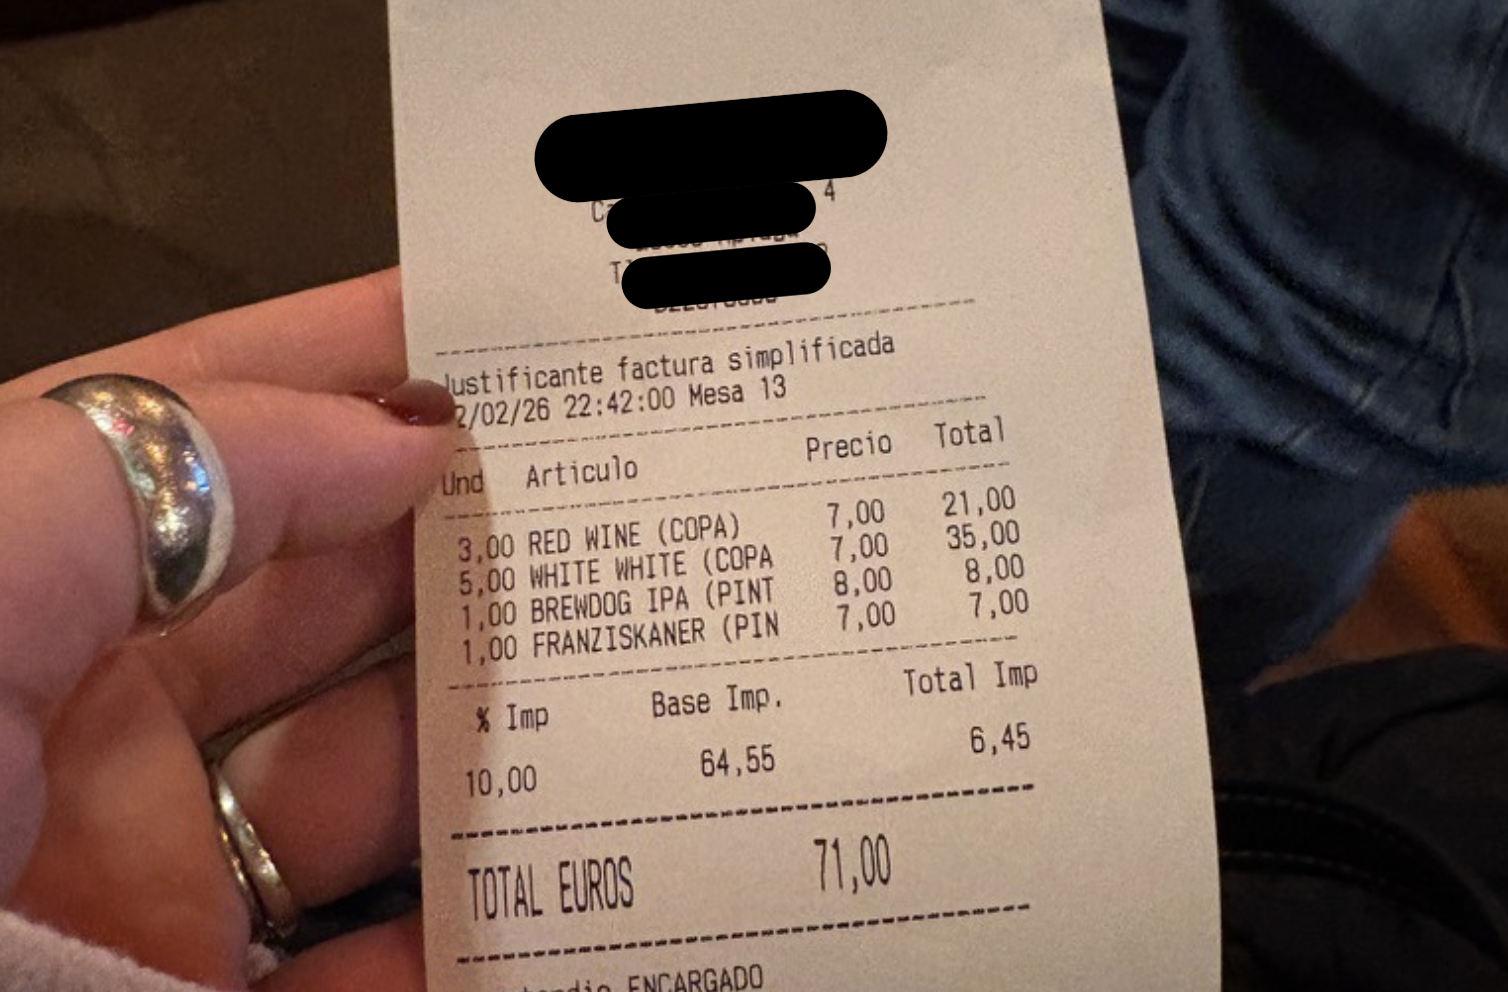 4
Justificante factura simplificada
2/02/26 22:42:00 Mesa 13
Und Articulo Precio Total
3,00 RED WINE (COPA) 7,00 21,00
5,00 WHITE WHITE (COPA 7,00 35,00
1,00 BREWDOG IPA (PINT 8,00 8,00
1,00 FRANZISKANER (PIN 7,00 7,00
% Imp Base Imp. Total Imp
10,00 64,55 6,45
TOTAL EUROS 71,00
ENCARGADO